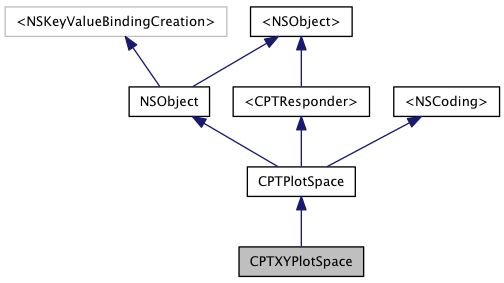 <NSKeyValueBindingCreation>
<NSObject>
NSObject
<CPTResponder>
<NSCoding>
CPTPlotSpace
CPTXYPlotSpace